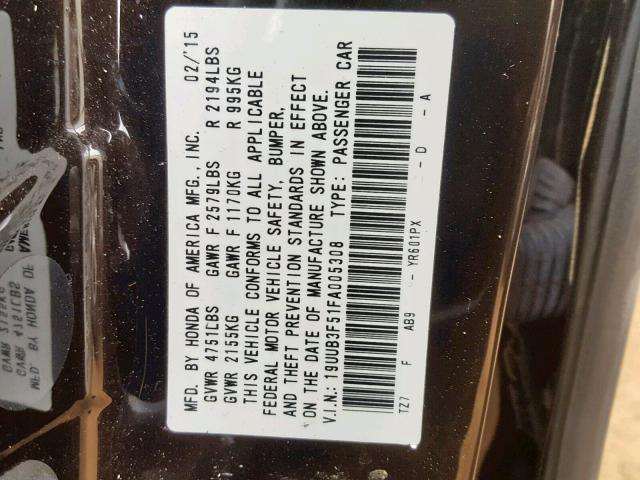 MFD. BY HONDA OF AMERICA MFG., INC. 02/'15
GVWR 4751LBS GAWR F 2579LBS R 2194LBS
GVWR 2155KG GAWR F 1170KG R 995KG
THIS VEHICLE CONFORMS TO ALL APPLICABLE
FEDERAL MOTOR VEHICLE SAFETY, BUMPER,
AND THEFT PREVENTION STANDARDS IN EFFECT
ON THE DATE OF MANUFACTURE SHOWN ABOVE.
V.I.N.: 19UUB3F51FA005308 TYPE: PASSENGER CAR
TZ7 F AB9 - YR601PX - D - A